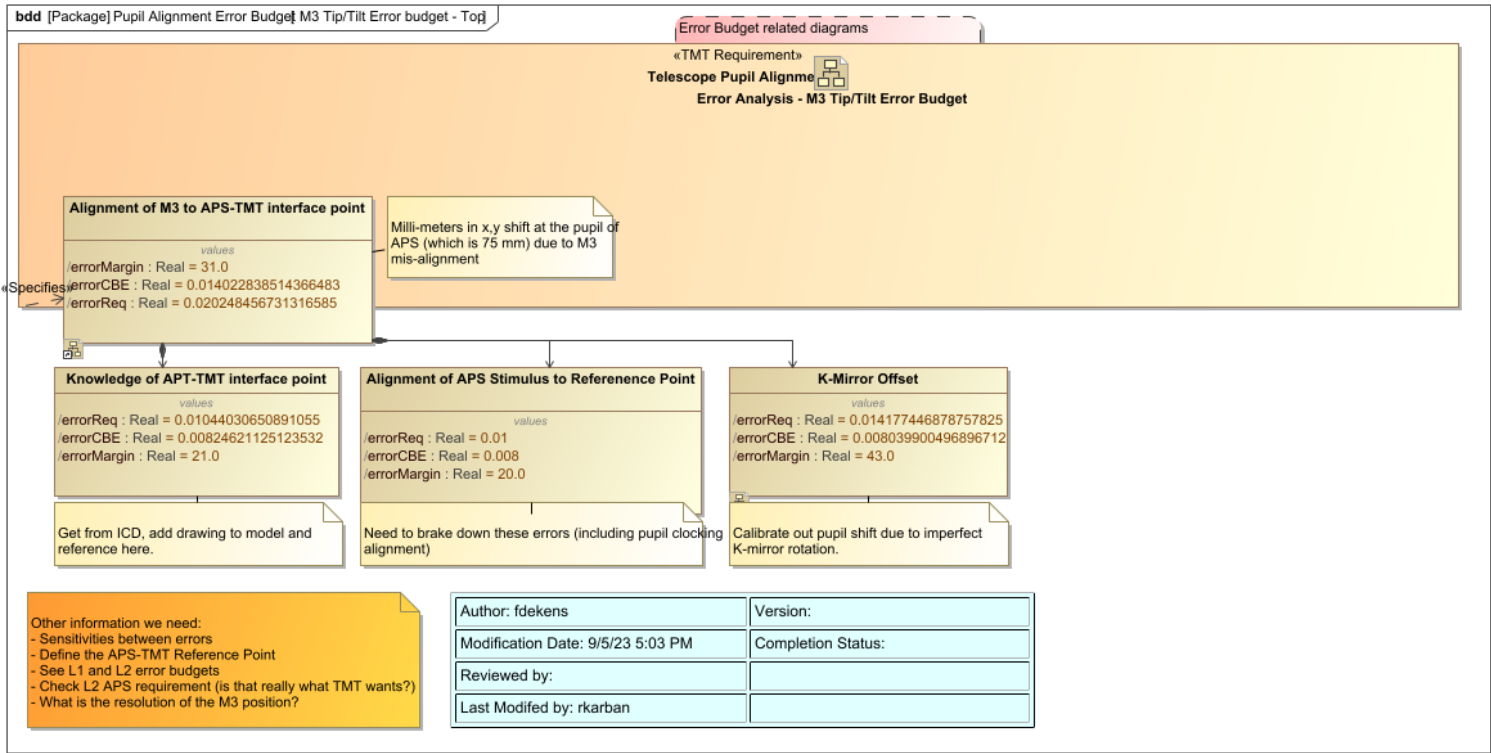 bdd [Package] Pupil Alignment Error Budget[ M3 Tip/Tilt Error budget - Top]
Error Budget related diagrams
«TMT Requirement»
Telescope Pupil Alignme
Error Analysis - M3 Tip/Tilt Error Budget
Alignment of M3 to APS-TMT interface point
values
/errorMargin : Real = 31.0
/errorCBE : Real = 0.014022838514366483
/errorReq : Real = 0.020248456731316585
Milli-meters in x,y shift at the pupil of
APS (which is 75 mm) due to M3
mis-alignment
«Specifies»
Knowledge of APT-TMT interface point
values
/errorReq : Real = 0.01044030650891055
/errorCBE : Real = 0.00824621125123532
/errorMargin : Real = 21.0
Alignment of APS Stimulus to Referenence Point
values
/errorReq : Real = 0.01
/errorCBE : Real = 0.008
/errorMargin : Real = 20.0
K-Mirror Offset
values
/errorReq : Real = 0.014177446878757825
/errorCBE : Real = 0.008039900496896712
/errorMargin : Real = 43.0
Get from ICD, add drawing to model and
reference here.
Need to brake down these errors (including pupil clocking
alignment)
Calibrate out pupil shift due to imperfect
K-mirror rotation.
Other information we need:
- Sensitivities between errors
- Define the APS-TMT Reference Point
- See L1 and L2 error budgets
- Check L2 APS requirement (is that really what TMT wants?)
- What is the resolution of the M3 position?
Author: fdekens
Version:
Modification Date: 9/5/23 5:03 PM
Completion Status:
Reviewed by:
Last Modifed by: rkarban